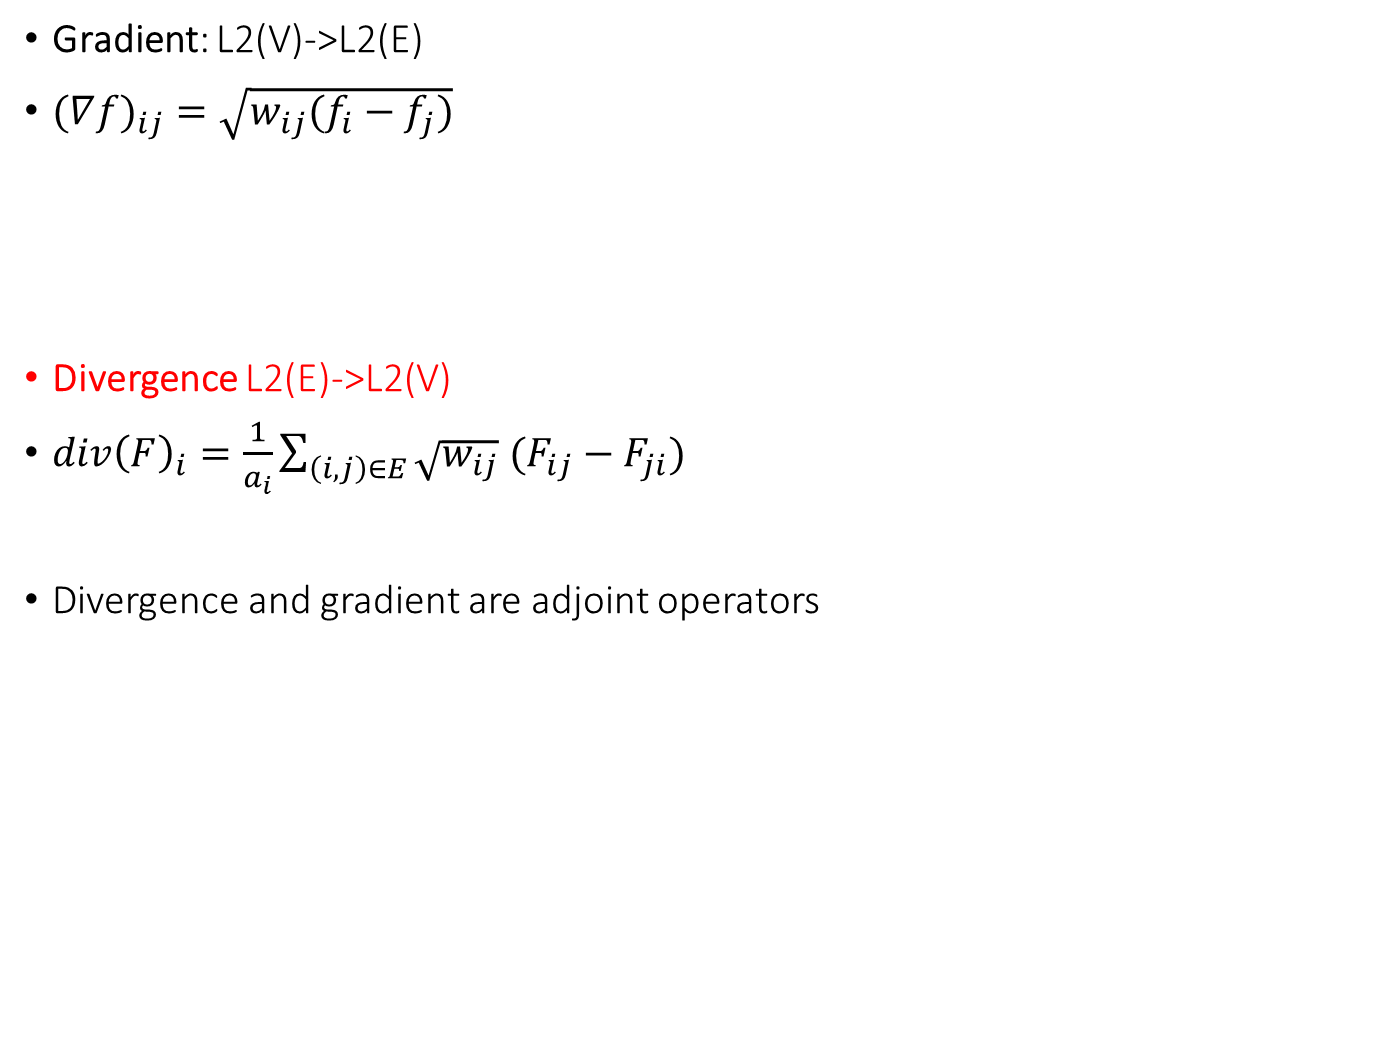 • Gradient: L2(V)->L2(E)
• (∇f)ᵢⱼ = √(wᵢⱼ(fᵢ − fⱼ))
• Divergence L2(E)->L2(V)
• div(F)ᵢ = 1/aᵢ ∑₍ᵢ,ⱼ₎∈E √wᵢⱼ (Fᵢⱼ − Fⱼᵢ)
• Divergence and gradient are adjoint operators